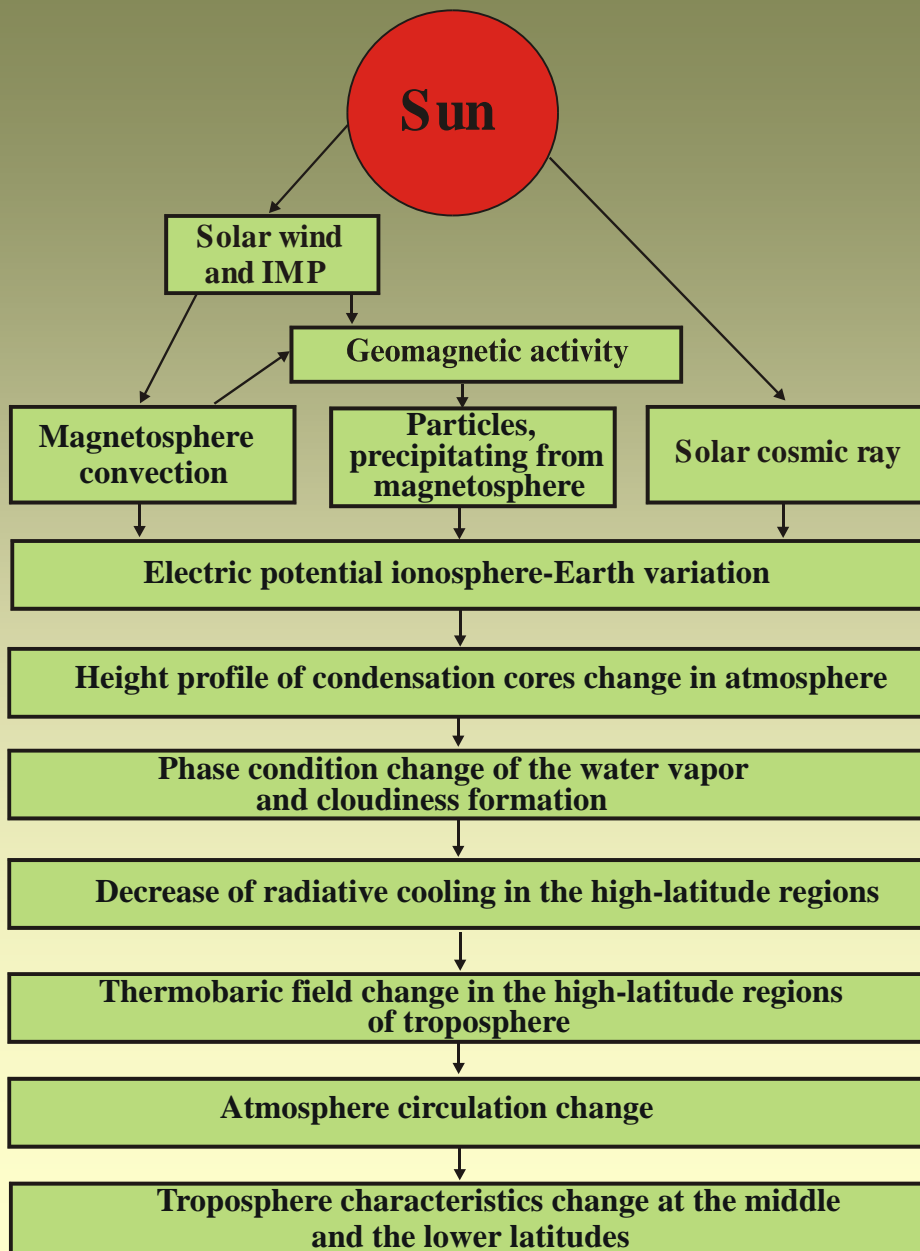 Sun
Solar wind
and IMP
Geomagnetic activity
Magnetosphere
convection
Particles,
precipitating from
magnetosphere
Solar cosmic ray
Electric potential ionosphere-Earth variation
Height profile of condensation cores change in atmosphere
Phase condition change of the water vapor
and cloudiness formation
Decrease of radiative cooling in the high-latitude regions
Thermobaric field change in the high-latitude regions
of troposphere
Atmosphere circulation change
Troposphere characteristics change at the middle
and the lower latitudes